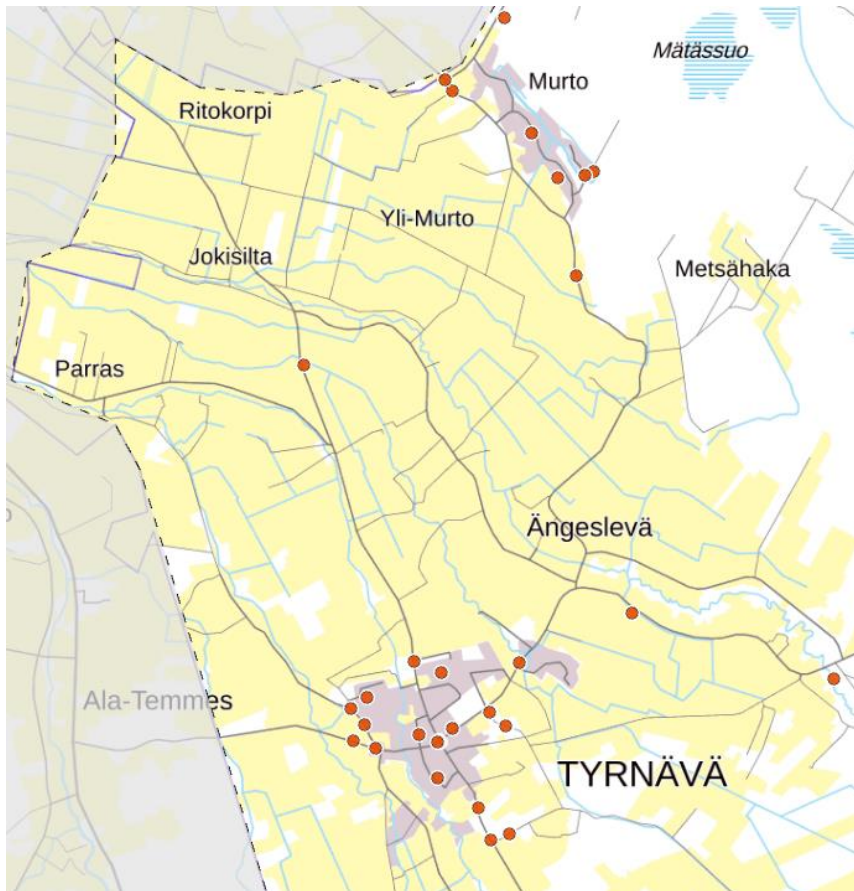 Mätässuo
Murto
Ritokorpi
Yli-Murto
Jokisilta
Metsähaka
Parras
Ängeslevä
Ala-Temmes
TYRNÄVÄ